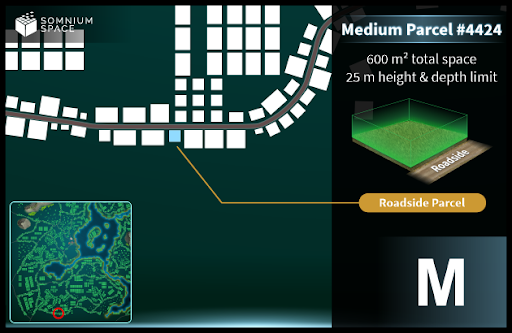 SOMNIUM
SPACE
Medium Parcel #4424
600 m² total space
25 m height & depth limit
Roadside
Roadside Parcel
M